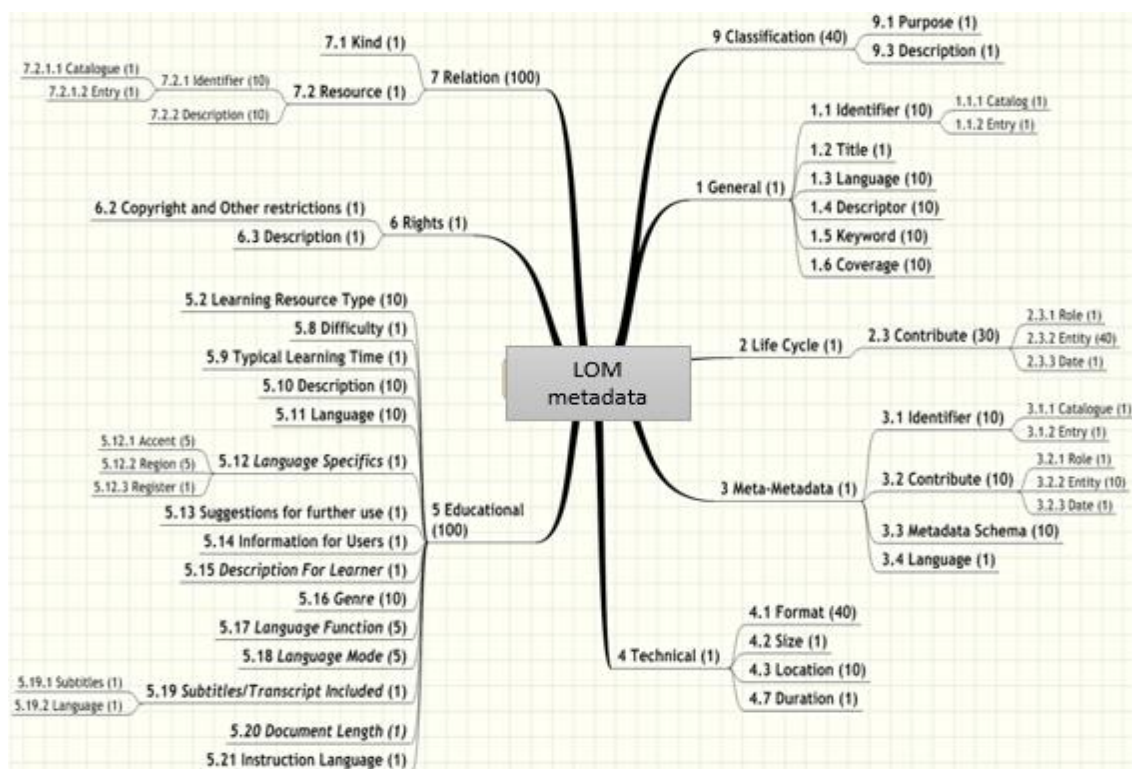 LOM
metadata
9 Classification (40)
9.1 Purpose (1)
9.3 Description (1)
1 General (1)
1.1 Identifier (10)
1.1.1 Catalog (1)
1.1.2 Entry (1)
1.2 Title (1)
1.3 Language (10)
1.4 Descriptor (10)
1.5 Keyword (10)
1.6 Coverage (10)
2 Life Cycle (1)
2.3 Contribute (30)
2.3.1 Role (1)
2.3.2 Entity (40)
2.3.3 Date (1)
3 Meta-Metadata (1)
3.1 Identifier (10)
3.1.1 Catalogue (1)
3.1.2 Entry (1)
3.2 Contribute (10)
3.2.1 Role (1)
3.2.2 Entity (10)
3.2.3 Date (1)
3.3 Metadata Schema (10)
3.4 Language (1)
4 Technical (1)
4.1 Format (40)
4.2 Size (1)
4.3 Location (10)
4.7 Duration (1)
7 Relation (100)
7.1 Kind (1)
7.2 Resource (1)
7.2.1 Identifier (10)
7.2.1.1 Catalogue (1)
7.2.1.2 Entry (1)
7.2.2 Description (10)
6 Rights (1)
6.2 Copyright and Other restrictions (1)
6.3 Description (1)
5 Educational
(100)
5.2 Learning Resource Type (10)
5.8 Difficulty (1)
5.9 Typical Learning Time (1)
5.10 Description (10)
5.11 Language (10)
5.12 Language Specifics (1)
5.12.1 Accent (5)
5.12.2 Region (5)
5.12.3 Register (1)
5.13 Suggestions for further use (1)
5.14 Information for Users (1)
5.15 Description For Learner (1)
5.16 Genre (10)
5.17 Language Function (5)
5.18 Language Mode (5)
5.19 Subtitles/Transcript Included (1)
5.19.1 Subtitles (1)
5.19.2 Language (1)
5.20 Document Length (1)
5.21 Instruction Language (1)